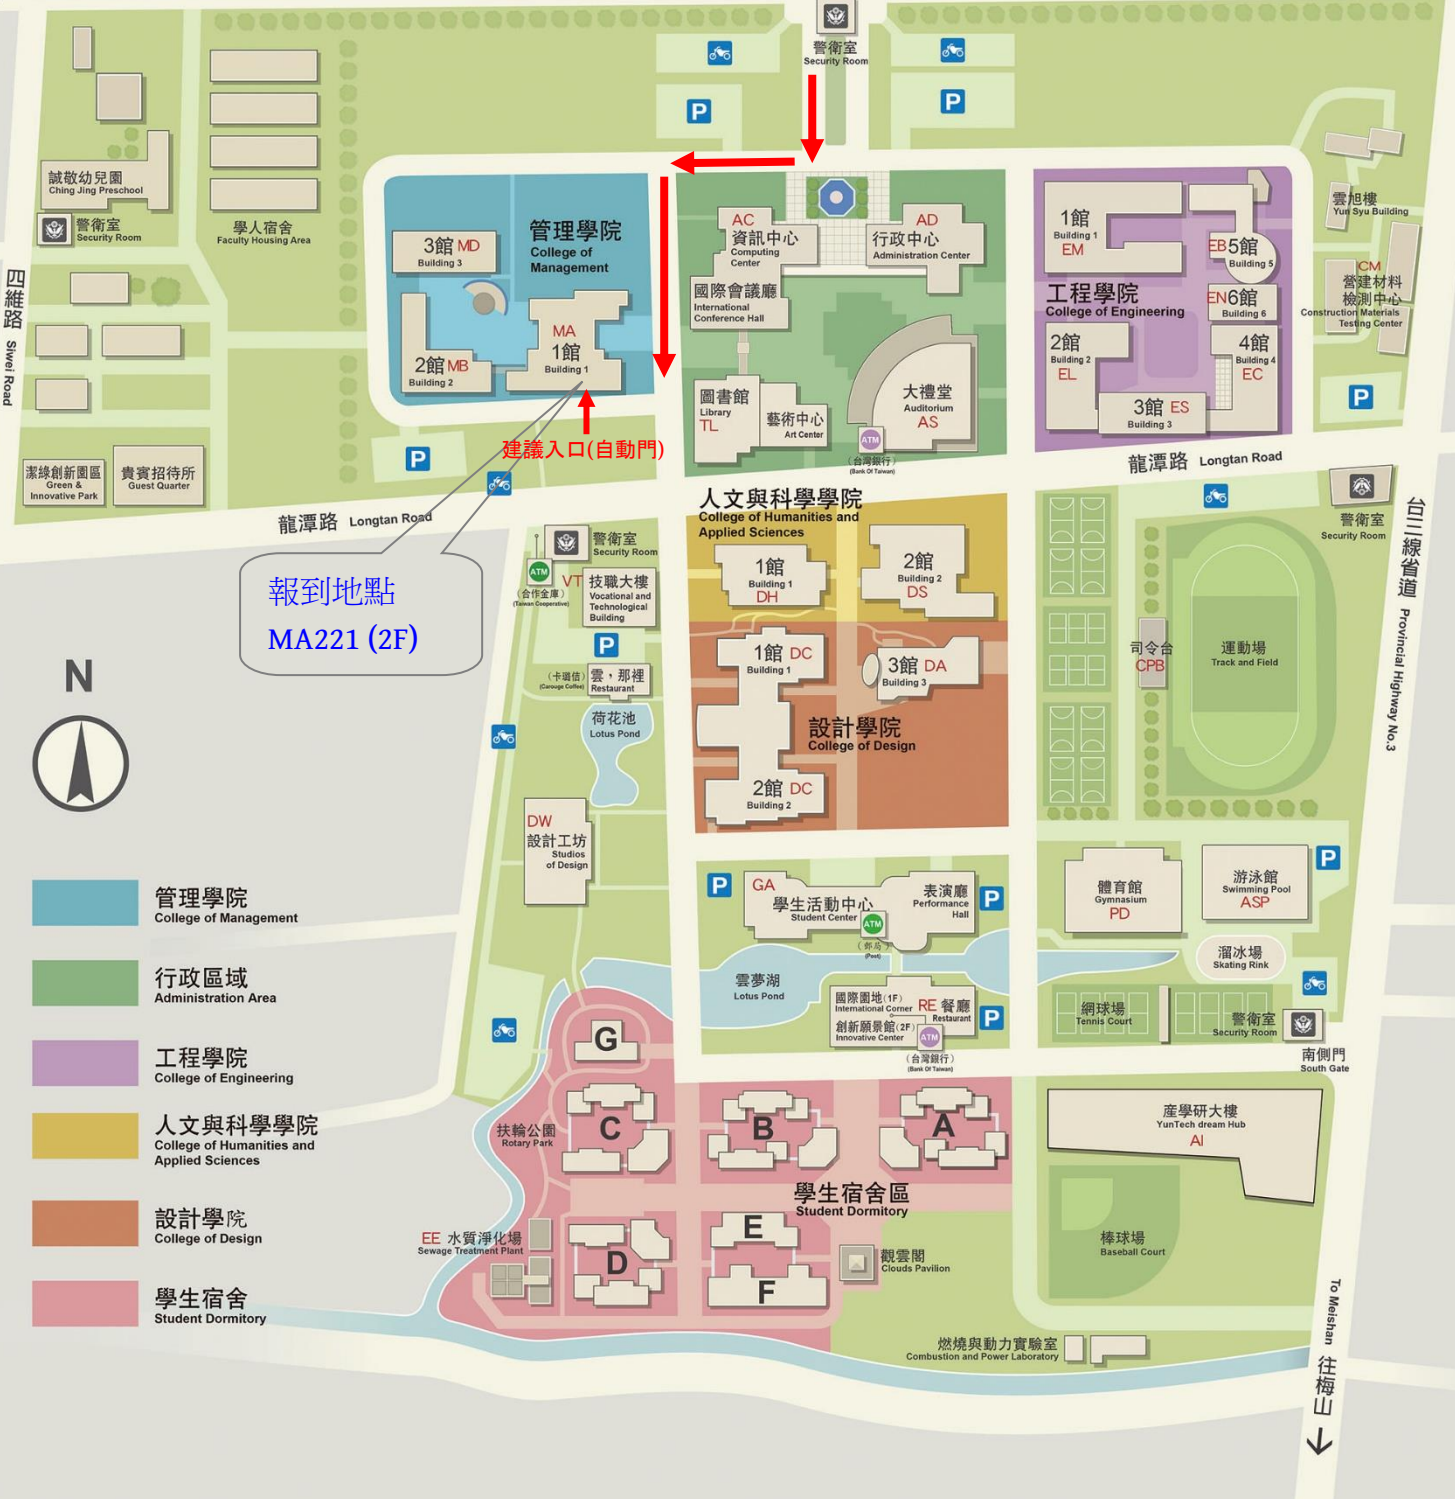 警衛室
Security Room
P
P
誠敬幼兒園
Ching Jing Preschool
警衛室
Security Room
學人宿舍
Faculty Housing Area
四維路 Siwei Road
管理學院
College of
Management
3館 MD
Building 3
MA
1館
Building 1
2館 MB
Building 2
AC
資訊中心
Computing
Center
AD
行政中心
Administration Center
國際會議廳
International
Conference Hall
圖書館
Library
TL
藝術中心
Art Center
大禮堂
Auditorium
AS
ATM
(台灣銀行)
(Bank Of Taiwan)
1館
Building 1
EM
EB 5館
Building 5
工程學院
College of Engineering
EN 6館
Building 6
2館
Building 2
EL
4館
Building 4
EC
3館 ES
Building 3
雲旭樓
Yun Syu Building
CM
營建材料
檢測中心
Construction Materials
Testing Center
P
P
建議入口(自動門)
潔綠創新園區
Green &
Innovative Park
貴賓招待所
Guest Quarter
龍潭路 Longtan Road
龍潭路 Longtan Road
報到地點
MA221 (2F)
警衛室
Security Room
ATM
(合作金庫)
(Taiwan Cooperative)
VT 技職大樓
Vocational and
Technological
Building
P
(卡璐佶)
(Carouge Coffee)
雲，那裡
Restaurant
荷花池
Lotus Pond
人文與科學學院
College of Humanities and
Applied Sciences
1館
Building 1
DH
2館
Building 2
DS
1館 DC
Building 1
3館 DA
Building 3
設計學院
College of Design
2館 DC
Building 2
警衛室
Security Room
台三線省道 Provincial Highway No.3
司令台
CPB
運動場
Track and Field
N
DW
設計工坊
Studios
of Design
P
GA
學生活動中心
Student Center
ATM
(郵局)
(Post)
表演廳
Performance
Hall
P
體育館
Gymnasium
PD
游泳館
Swimming Pool
ASP
P
溜冰場
Skating Rink
雲夢湖
Lotus Pond
國際園地(1F)
International Corner
創新願景館(2F)
Innovative Center
RE 餐廳
Restaurant
ATM
(台灣銀行)
(Bank Of Taiwan)
P
網球場
Tennis Court
警衛室
Security Room
南側門
South Gate
管理學院
College of Management
行政區域
Administration Area
工程學院
College of Engineering
人文與科學學院
College of Humanities and
Applied Sciences
設計學院
College of Design
學生宿舍
Student Dormitory
G
C
B
A
扶輪公園
Rotary Park
學生宿舍區
Student Dormitory
EE 水質淨化場
Sewage Treatment Plant
D
E
F
觀雲閣
Clouds Pavilion
產學研大樓
YunTech dream Hub
AI
棒球場
Baseball Court
燃燒與動力實驗室
Combustion and Power Laboratory
To Meishan 往梅山